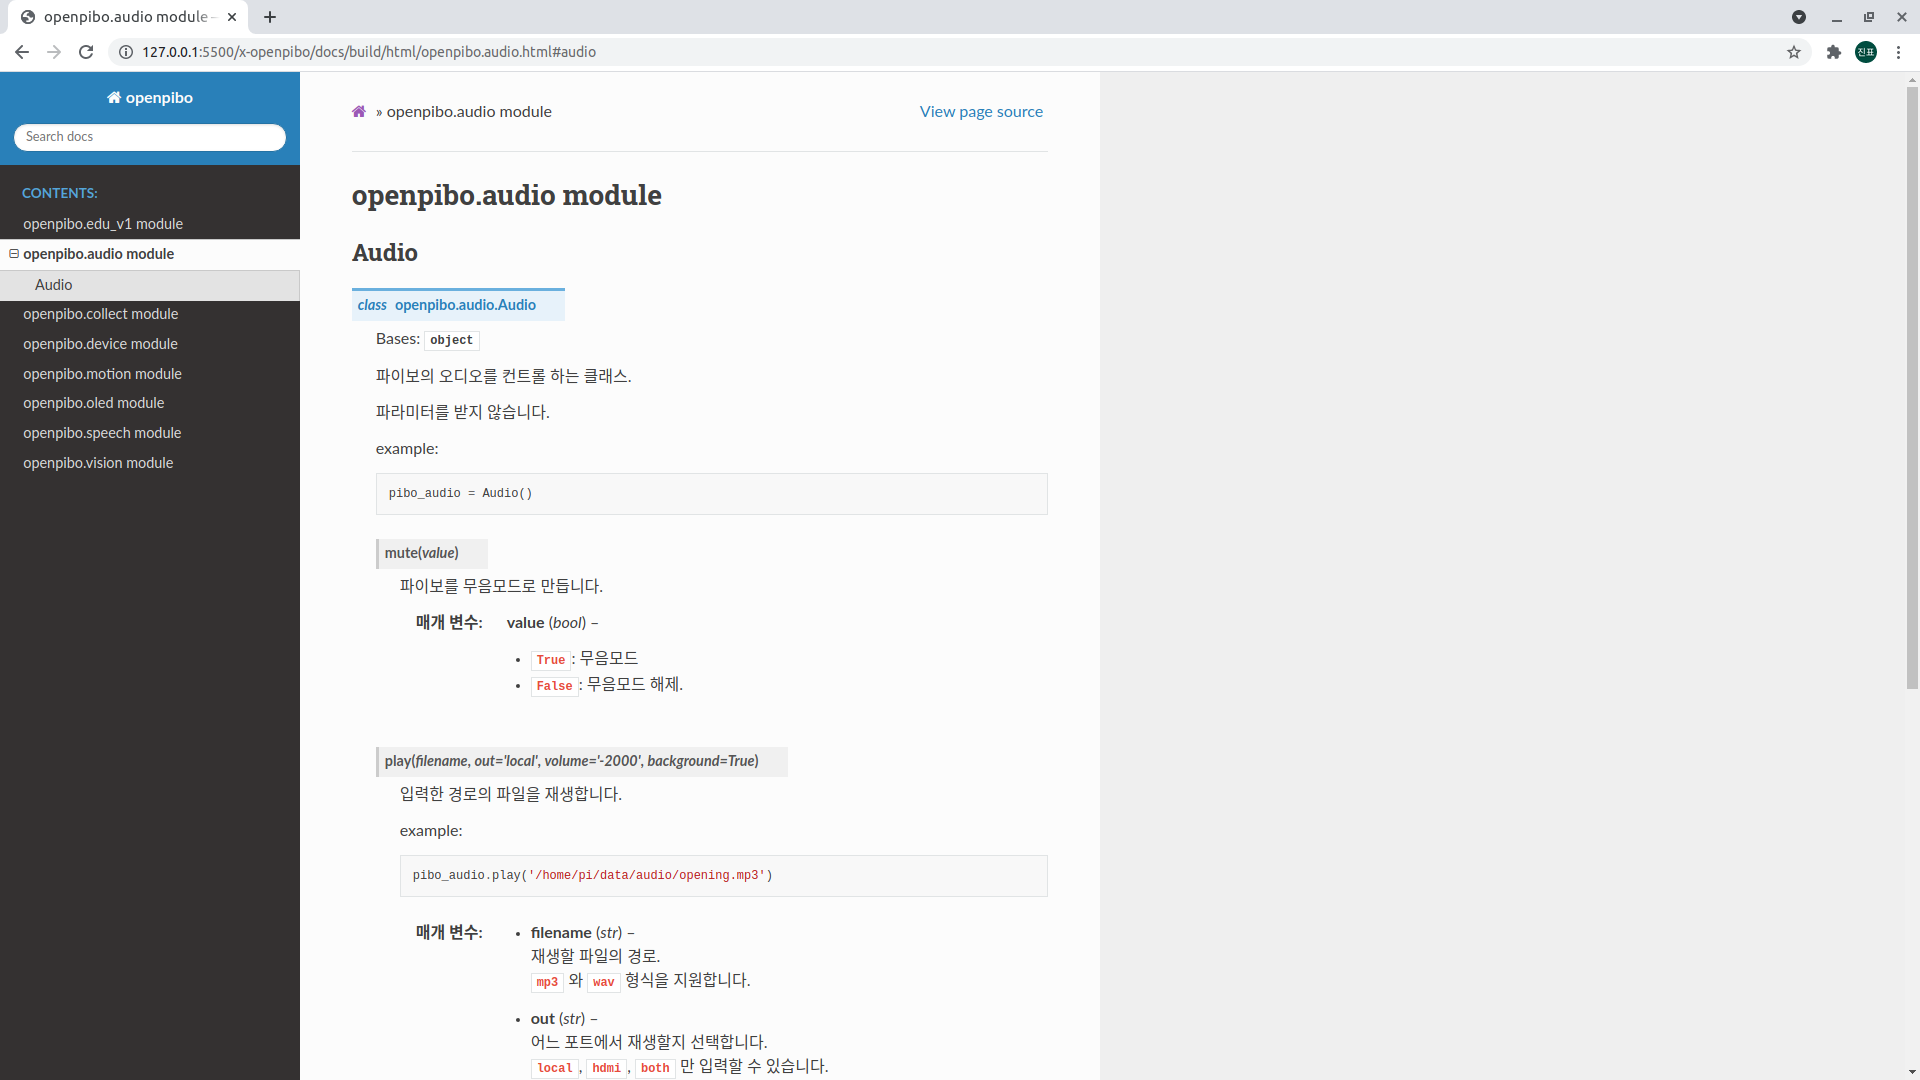 openpibo.audio module —
127.0.0.1:5500/x-openpibo/docs/build/html/openpibo.audio.html#audio
진표
openpibo
Search docs
CONTENTS:
openpibo.edu_v1 module
openpibo.audio module
Audio
openpibo.collect module
openpibo.device module
openpibo.motion module
openpibo.oled module
openpibo.speech module
openpibo.vision module
» openpibo.audio module
View page source
openpibo.audio module
Audio
class openpibo.audio.Audio
Bases: object
파이보의 오디오를 컨트롤 하는 클래스.
파라미터를 받지 않습니다.
example:
pibo_audio = Audio()
mute(value)
파이보를 무음모드로 만듭니다.
매개 변수: value (bool) –
• True: 무음모드
• False: 무음모드 해제.
play(filename, out='local', volume='-2000', background=True)
입력한 경로의 파일을 재생합니다.
example:
pibo_audio.play('/home/pi/data/audio/opening.mp3')
매개 변수: • filename (str) –
재생할 파일의 경로.
mp3 와 wav 형식을 지원합니다.
• out (str) –
어느 포트에서 재생할지 선택합니다.
local, hdmi, both 만 입력할 수 있습니다.